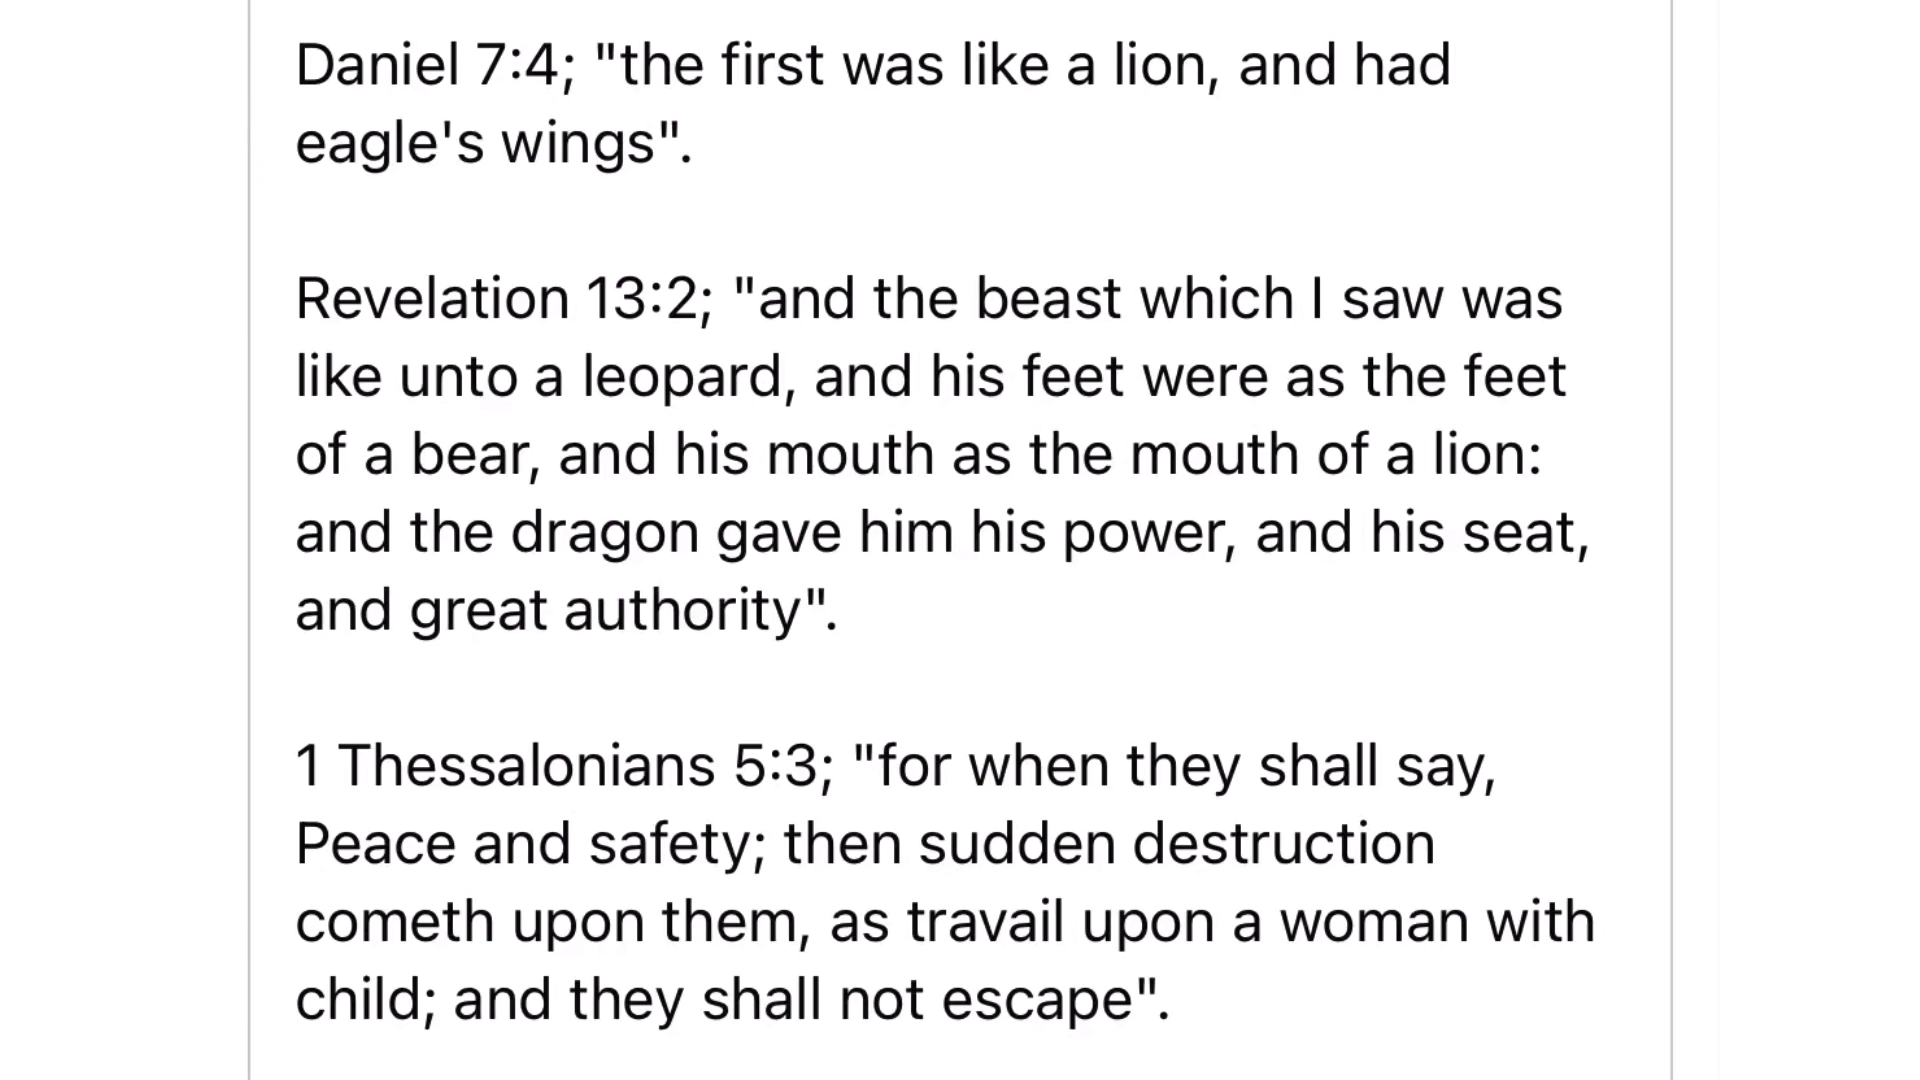 Daniel 7:4; "the first was like a lion, and had
eagle's wings".
Revelation 13:2; "and the beast which I saw was
like unto a leopard, and his feet were as the feet
of a bear, and his mouth as the mouth of a lion:
and the dragon gave him his power, and his seat,
and great authority".
1 Thessalonians 5:3; "for when they shall say,
Peace and safety; then sudden destruction
cometh upon them, as travail upon a woman with
child; and they shall not escape".